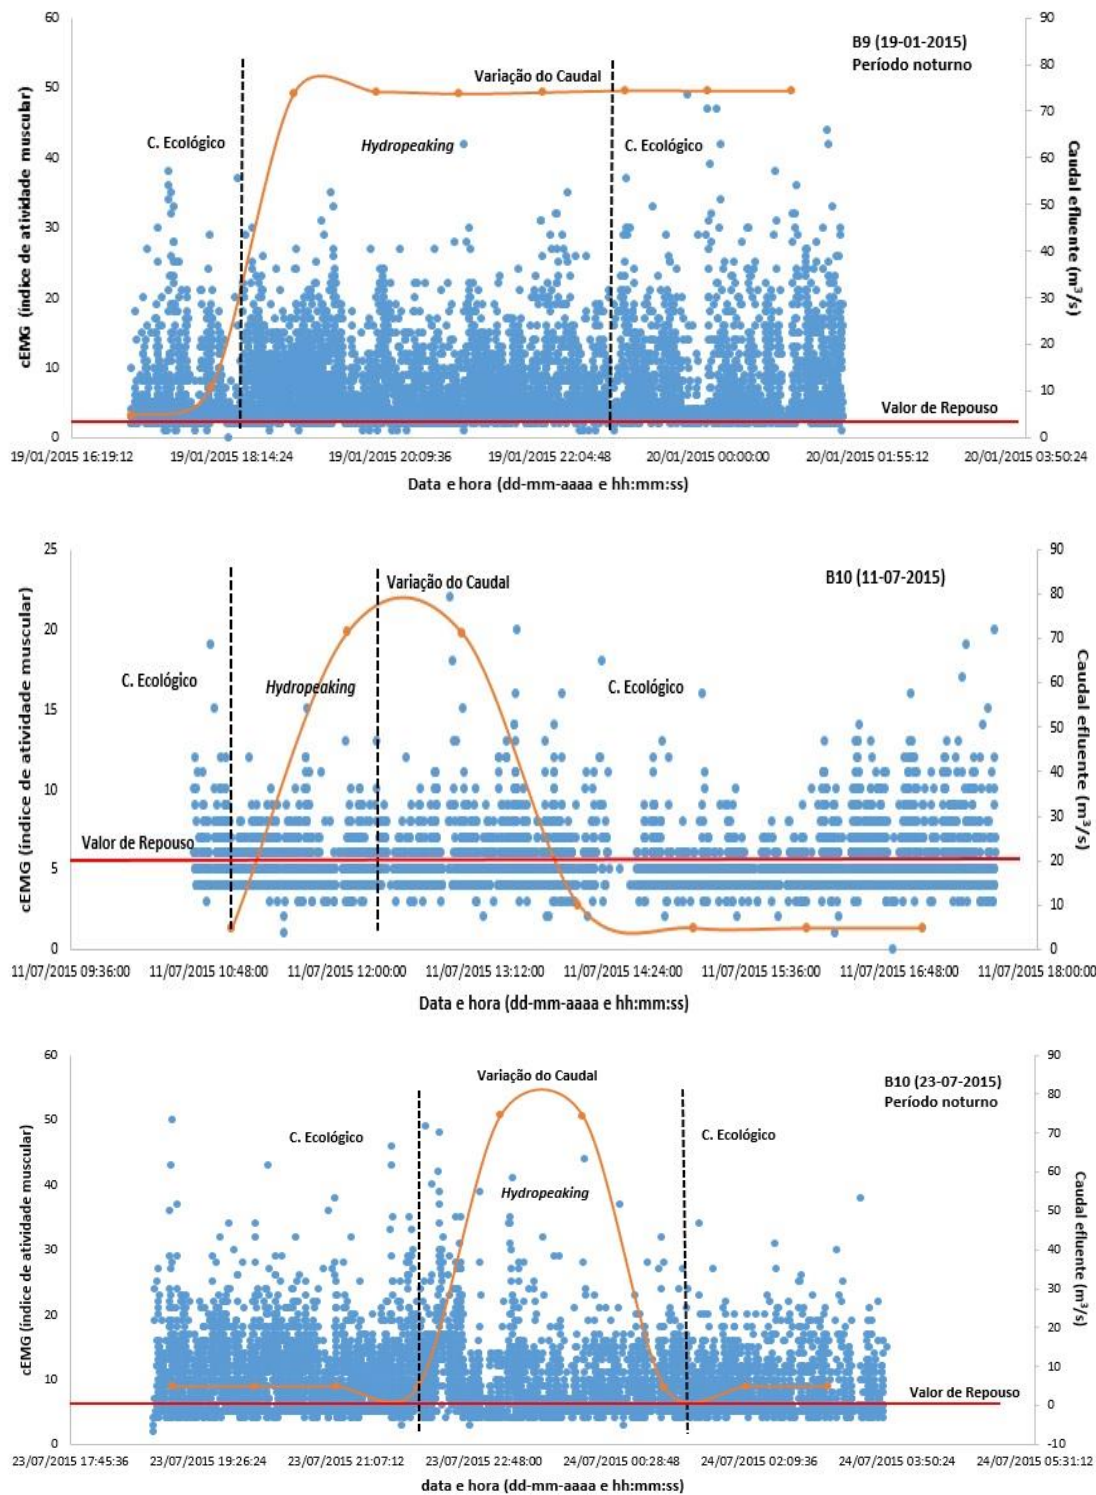 60
90
B9 (19-01-2015)
Período noturno
Variação do Caudal
50
80
70
C. Ecológico
Hydropeaking
C. Ecológico
40
60
50
30
40
20
30
20
10
10
Valor de Repouso
0
0
cEMG (índice de atividade muscular)
Caudal efluente (m³/s)
19/01/2015 16:19:12
19/01/2015 18:14:24
19/01/2015 20:09:36
19/01/2015 22:04:48
20/01/2015 00:00:00
20/01/2015 01:55:12
20/01/2015 03:50:24
Data e hora (dd-mm-aaaa e hh:mm:ss)
25
90
Variação do Caudal
B10 (11-07-2015)
80
20
70
C. Ecológico
Hydropeaking
C. Ecológico
60
15
50
40
10
30
Valor de Repouso
20
5
10
0
0
cEMG (índice de atividade muscular)
Caudal efluente (m³/s)
11/07/2015 09:36:00
11/07/2015 10:48:00
11/07/2015 12:00:00
11/07/2015 13:12:00
11/07/2015 14:24:00
11/07/2015 15:36:00
11/07/2015 16:48:00
11/07/2015 18:00:00
Data e hora (dd-mm-aaaa e hh:mm:ss)
60
90
Variação do Caudal
B10 (23-07-2015)
Período noturno
80
50
70
C. Ecológico
C. Ecológico
60
40
Hydropeaking
50
40
30
30
20
20
10
10
Valor de Repouso
0
0
-10
cEMG (índice de atividade muscular)
Caudal efluente (m³/s)
23/07/2015 17:45:36
23/07/2015 19:26:24
23/07/2015 21:07:12
23/07/2015 22:48:00
24/07/2015 00:28:48
24/07/2015 02:09:36
24/07/2015 03:50:24
24/07/2015 05:31:12
data e hora (dd-mm-aaaa e hh:mm:ss)